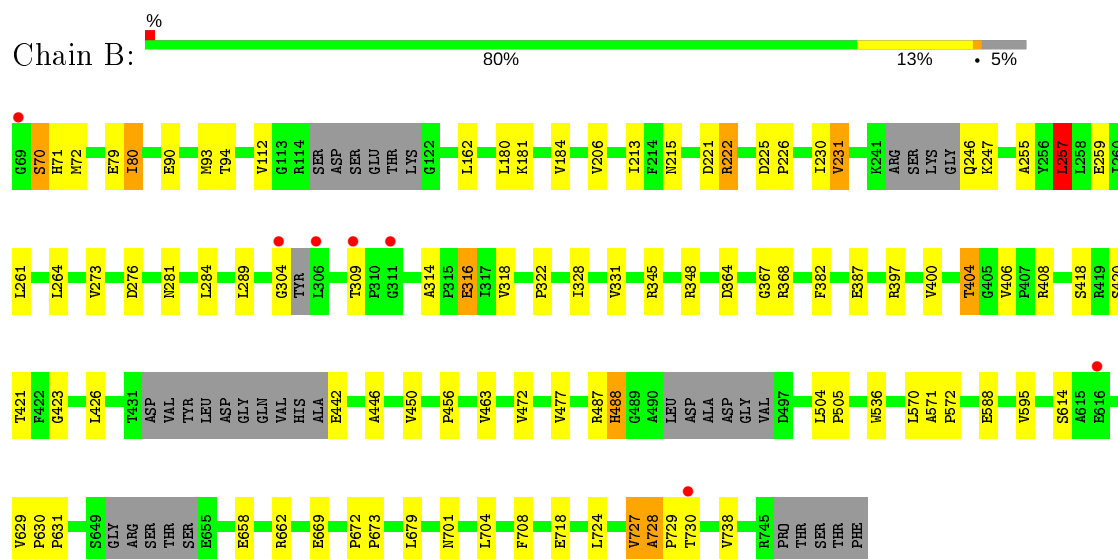 %
Chain B:
80% 13% • 5%
G69 S70 H71 M72 E79 I80 E90 M93 T94 V112 G113 R114 SER ASP SER GLU THR LYS G122 L162 L180 K181 V184 V206 I213 F214 N215 D221 R222 D225 P226 I230 V231 K241 ARG SER LYS GLY Q246 K247 A255 Y256 L257 L258 E259 I260
L261 L264 V273 D276 N281 L284 L289 G304 TYR L306 T309 P310 G311 A314 P315 E316 I317 V318 P322 I328 V331 R345 R348 D364 G367 R368 F382 E387 R397 V400 T404 G405 V406 P407 R408 S418 R419 S420
T421 F422 G423 L426 T431 ASP VAL TYR LEU ASP GLY GLN VAL HIS ALA E442 A446 V450 P456 V463 V472 V477 R487 H488 G489 A490 LEU ASP ALA ASP GLY VAL D497 L504 P505 W536 L570 A571 P572 E588 V595 S614 A615 E616
V629 P630 P631 S649 GLY ARG SER THR SER E655 E658 R662 E669 P672 P673 L679 N701 L704 F708 E718 L724 V727 A728 P729 T730 V738 R745 PRO THR SER THR PHE